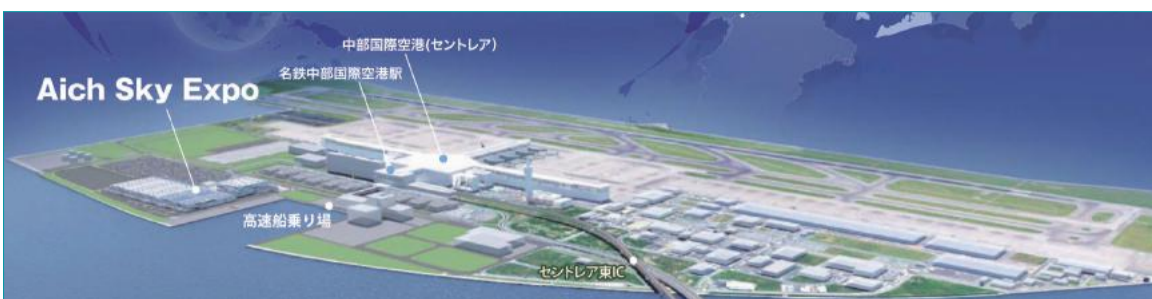 中部国際空港(セントレア)
名鉄中部国際空港駅
Aich Sky Expo
高速船乗り場
セントレア東IC